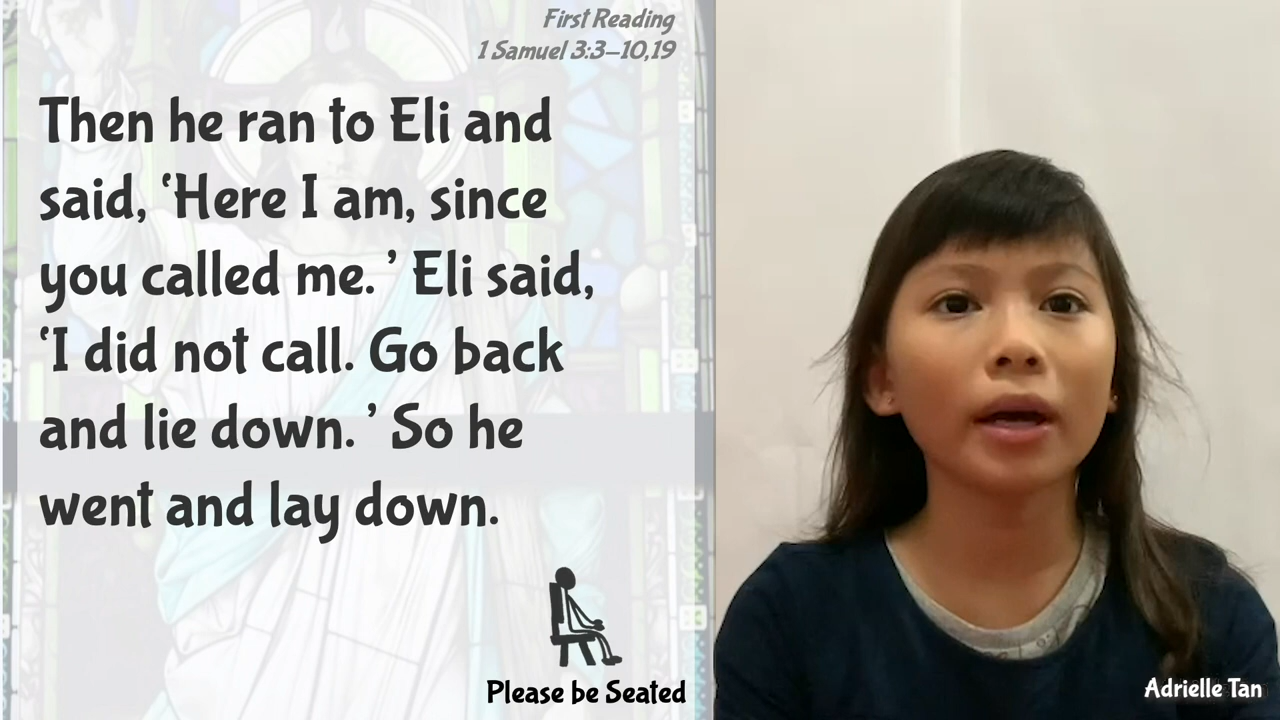 First Reading
1 Samuel 3:3–10,19
Then he ran to Eli and
said, ‘Here I am, since
you called me. ’ Eli said,
‘I did not call. Go back
and lie down. ’ So he
went and lay down.
Please be Seated
Adrielle Tan